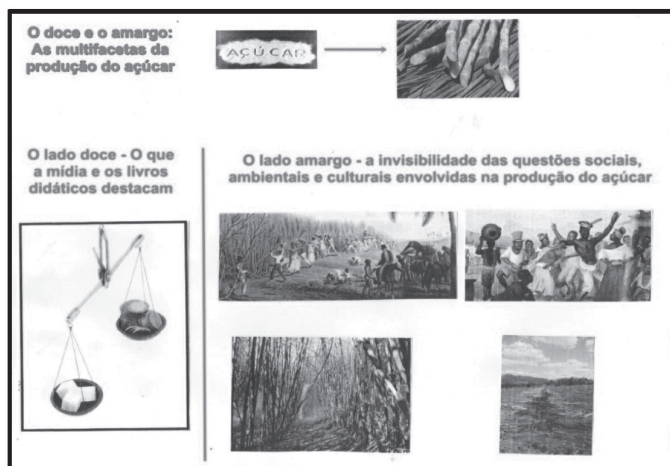 O doce e o amargo:
As multifacetas da
produção do açúcar
AÇÚCAR
O lado doce - O que
a mídia e os livros
didáticos destacam
O lado amargo - a invisibilidade das questões sociais,
ambientais e culturais envolvidas na produção do açúcar